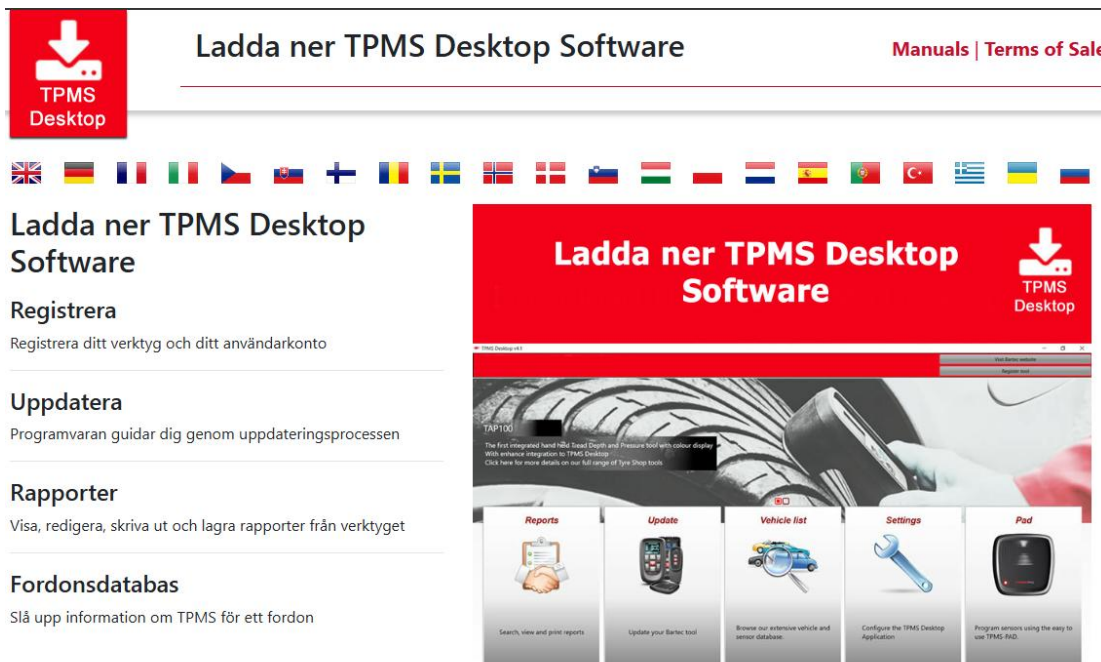 TPMS
Desktop
Ladda ner TPMS Desktop Software
Manuals | Terms of Sale
Ladda ner TPMS Desktop
Software
Registrera
Registrera ditt verktyg och ditt användarkonto
Uppdatera
Programvaran guidar dig genom uppdateringsprocessen
Rapporter
Visa, redigera, skriva ut och lagra rapporter från verktyget
Fordonsdatabas
Slå upp information om TPMS för ett fordon
Ladda ner TPMS Desktop
Software
TPMS
Desktop
Visit Bartec website
Register tool
TAP100
The first integrated hand held Tread Depth and Pressure tool with colour display
With enhance integration to TPMS Desktop
Click here for more details on our full range of Tyre Shop tools
Reports
Search, view and print reports
Update
Update your Bartec tool
Vehicle list
Browse our extensive vehicle and
sensor database.
Settings
Configure the TPMS Desktop
Application
Pad
Program sensors using the easy to
use TPMS-PAD.